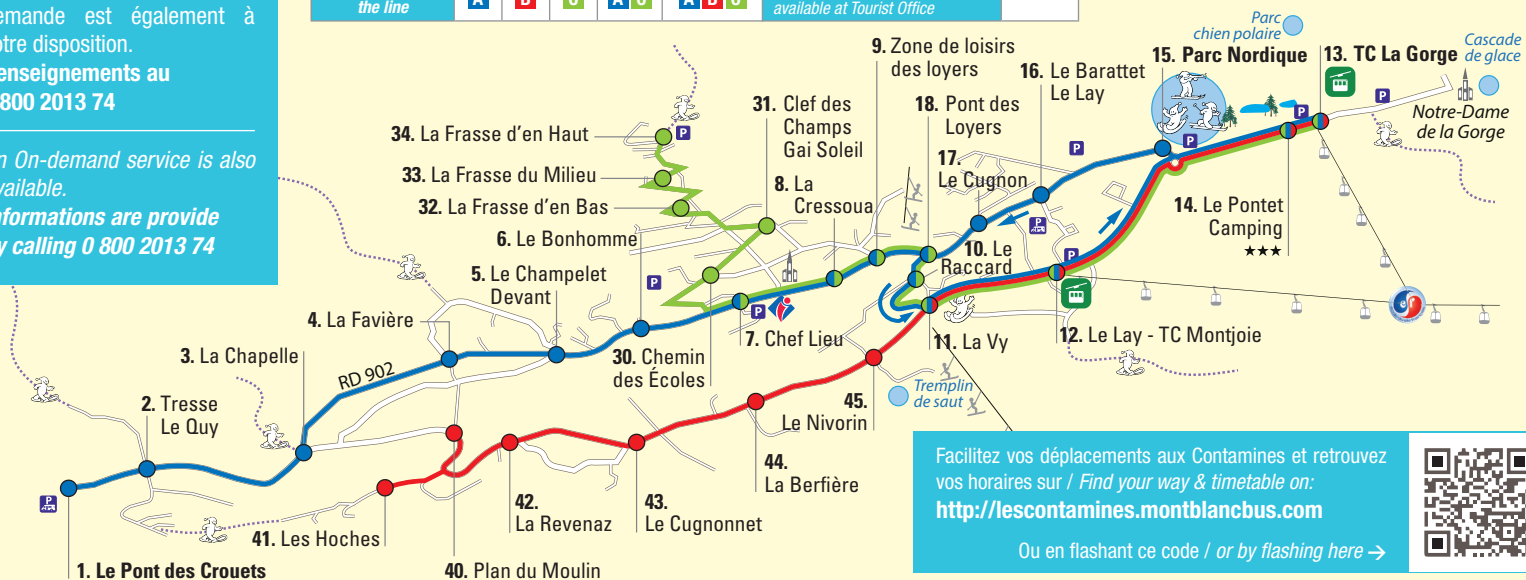 emande est également à
otre disposition.
enseignements au
800 2013 74
n On-demand service is also
vailable.
nformations are provide
y calling 0 800 2013 74
the line
A
B
C
A C
A B C
available at Tourist Office
Parc
chien polaire
Cascade
de glace
9. Zone de loisirs
des loyers
15. Parc Nordique
13. TC La Gorge
16. Le Barattet
Le Lay
Notre-Dame
de la Gorge
31. Clef des
Champs
Gai Soleil
18. Pont des
Loyers
34. La Frasse d'en Haut
P
33. La Frasse du Milieu
32. La Frasse d'en Bas
8. La
Cressoua
17.
Le Cugnon
P
P
P
P
14. Le Pontet
Camping
★★★
6. Le Bonhomme
5. Le Champelet
Devant
10. Le
Raccard
P
P
P
P
4. La Favière
7. Chef Lieu
11. La Vy
12. Le Lay - TC Montjoie
3. La Chapelle
30. Chemin
des Écoles
RD 902
2. Tresse
Le Quy
45.
Le Nivorin
Tremplin
de saut
44.
La Berfière
P
42.
La Revenaz
43.
Le Cugnonnet
41. Les Hoches
1. Le Pont des Crouets
40. Plan du Moulin
Facilitez vos déplacements aux Contamines et retrouvez
vos horaires sur / Find your way & timetable on:
http://lescontamines.montblancbus.com
Ou en flashant ce code / or by flashing here →